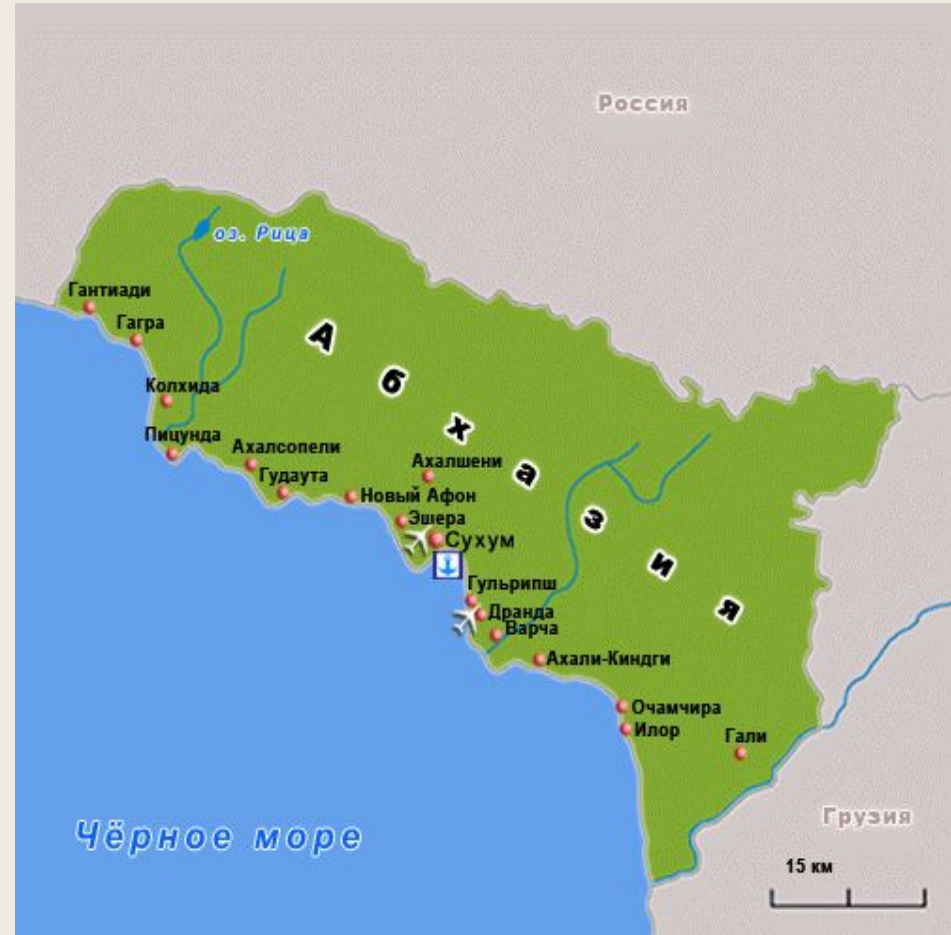 Россия
оз. Рица
Гантиади
Гагра
Абхазия
Колхида
Пицунда
Ахалсопели
Ахалшени
Гудаута
Новый Афон
Эшера
Сухум
Гульрипш
Дранда
Варча
Ахали-Киндги
Очамчира
Илор
Гали
Грузия
Чёрное море
15 км